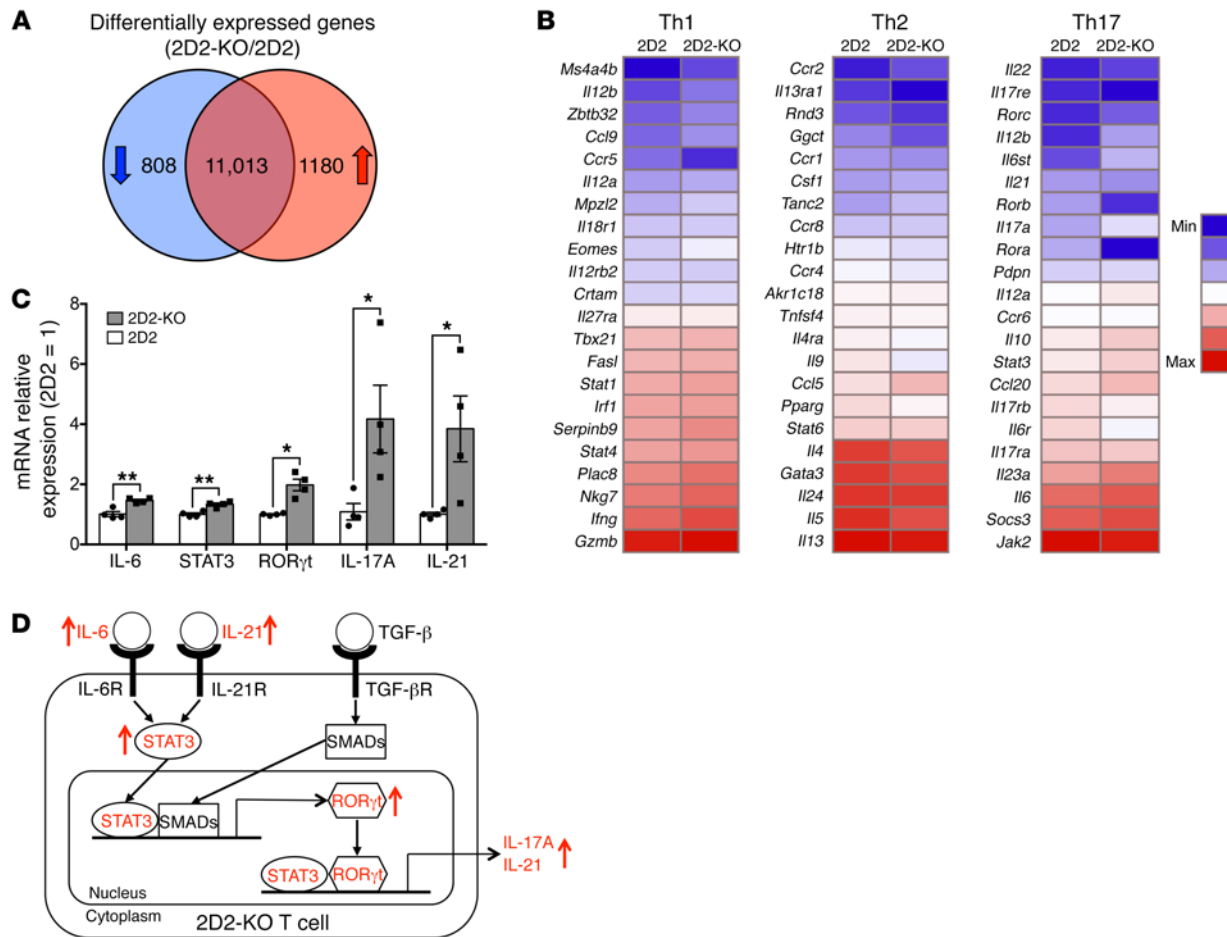 A
Differentially expressed genes
(2D2-KO/2D2)
808
11,013
1180
B
Th1
2D2
2D2-KO
Ms4a4b
Il12b
Zbtb32
Ccl9
Ccr5
Il12a
Mpzl2
Il18r1
Eomes
Il12rb2
Crtam
Il27ra
Tbx21
Fasl
Stat1
Irf1
Serpinb9
Stat4
Plac8
Nkg7
Ifng
Gzmb
Th2
2D2
2D2-KO
Ccr2
Il13ra1
Rnd3
Ggct
Ccr1
Csf1
Tanc2
Ccr8
Htr1b
Ccr4
Akr1c18
Tnfsf4
Il4ra
Il9
Ccl5
Pparg
Stat6
Il4
Gata3
Il24
Il5
Il13
Th17
2D2
2D2-KO
Il22
Il17re
Rorc
Il12b
Il6st
Il21
Rorb
Il17a
Rora
Pdpn
Il12a
Ccr6
Il10
Stat3
Ccl20
Il17rb
Il6r
Il17ra
Il23a
Il6
Socs3
Jak2
Min
Max
C
mRNA relative
expression (2D2 = 1)
8
6
4
2
0
2D2-KO
2D2
**
**
*
*
*
IL-6
STAT3
RORγt
IL-17A
IL-21
D
IL-6
IL-21
TGF-β
IL-6R
IL-21R
TGF-βR
STAT3
SMADs
STAT3
SMADs
RORγt
STAT3
RORγt
IL-17A
IL-21
Nucleus
Cytoplasm
2D2-KO T cell